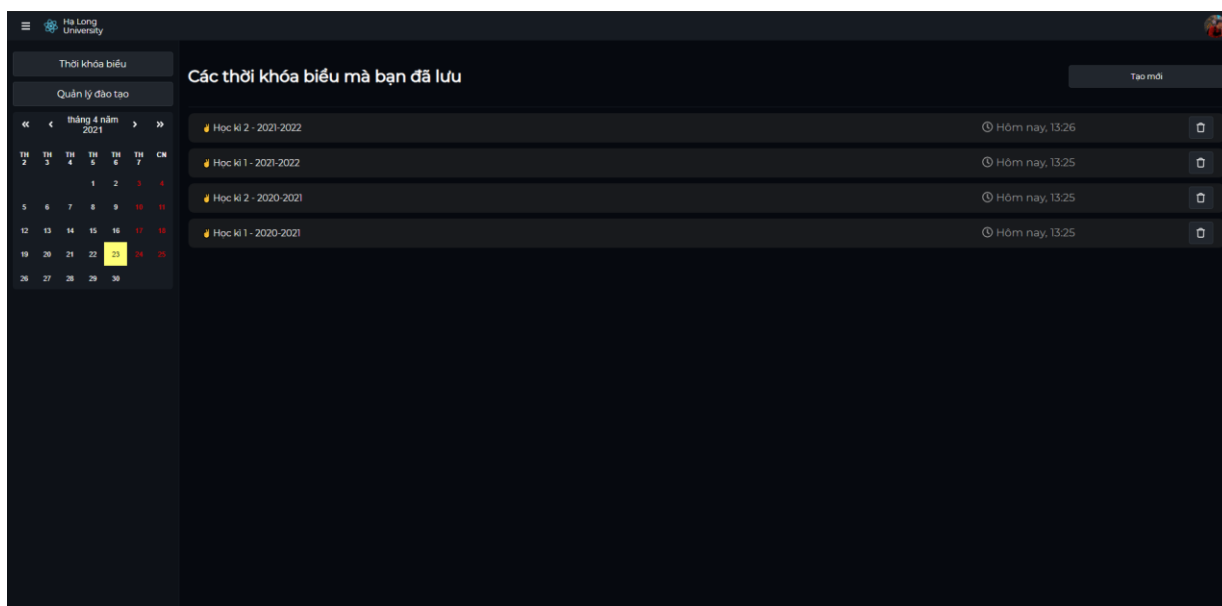 Ha Long
University
Thời khóa biểu
Quản lý đào tạo
« ‹ tháng 4 năm 2021 › »
TH 2 TH 3 TH 4 TH 5 TH 6 TH 7 CN
1 2 3 4
5 6 7 8 9 10 11
12 13 14 15 16 17 18
19 20 21 22 23 24 25
26 27 28 29 30
Các thời khóa biểu mà bạn đã lưu
Tạo mới
✌ Học kì 2 - 2021-2022 Hôm nay, 13:26
✌ Học kì 1 - 2021-2022 Hôm nay, 13:25
✌ Học kì 2 - 2020-2021 Hôm nay, 13:25
✌ Học kì 1 - 2020-2021 Hôm nay, 13:25